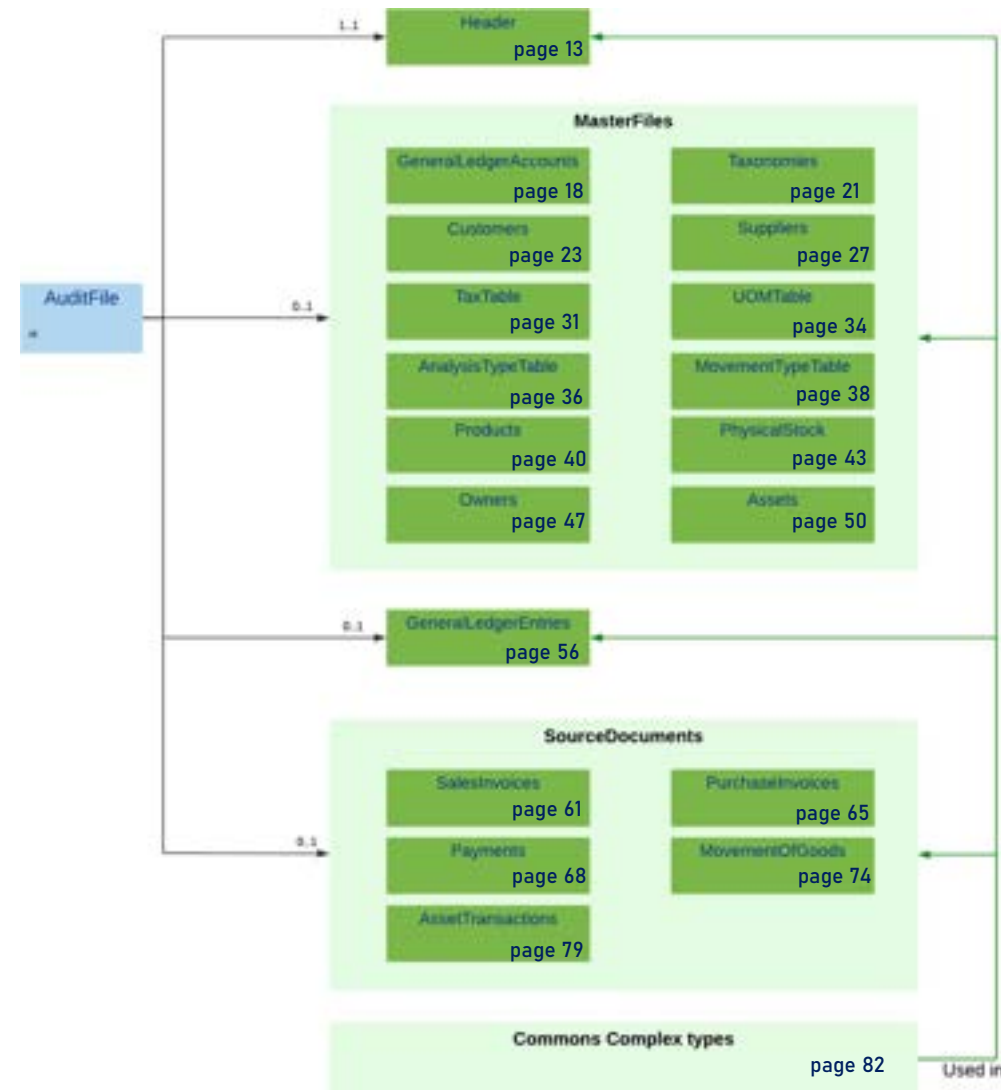 Header
1..1
page 13
MasterFiles
GeneralLedgerAccounts
page 18
Taxonomies
page 21
Customers
page 23
Suppliers
page 27
AuditFile
0..1
TaxTable
page 31
UOMTable
page 34
AnalysisTypeTable
page 36
MovementTypeTable
page 38
Products
page 40
PhysicalStock
page 43
Owners
page 47
Assets
page 50
0..1
GeneralLedgerEntries
page 56
SourceDocuments
SalesInvoices
page 61
PurchaseInvoices
page 65
0..1
Payments
page 68
MovementOfGoods
page 74
AssetTransactions
page 79
Commons Complex types
page 82
Used in